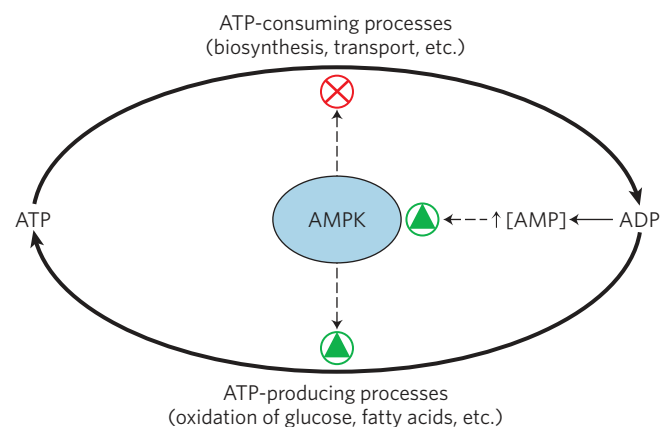 ATP-consuming processes
(biosynthesis, transport, etc.)
ATP
AMPK
↑ [AMP]
ADP
ATP-producing processes
(oxidation of glucose, fatty acids, etc.)